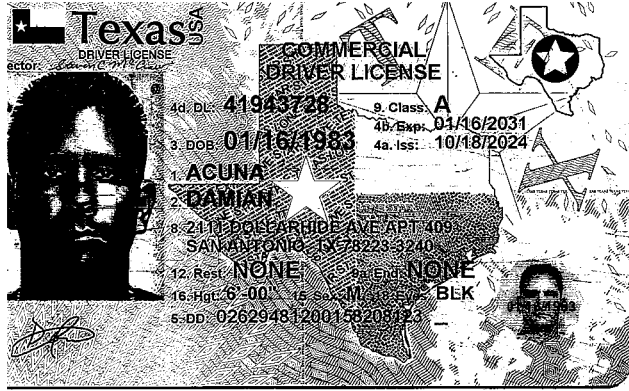 Texas USA
DRIVER LICENSE
COMMERCIAL
DRIVER LICENSE
4d. DL: 41943728 9. Class: A
4b. Exp: 01/16/2031
3. DOB: 01/16/1983 4a. Iss: 10/18/2024
1. ACUNA
2. DAMIAN
8. 2111 DOLLARHIDE AVE APT 409
SAN ANTONIO, TX 78223-3240
12. Rest: NONE 9a. End: NONE
16. Hgt: 6'-00" 15. Sex: M 18. Eyes: BLK
5. DD: 02629481200158208123